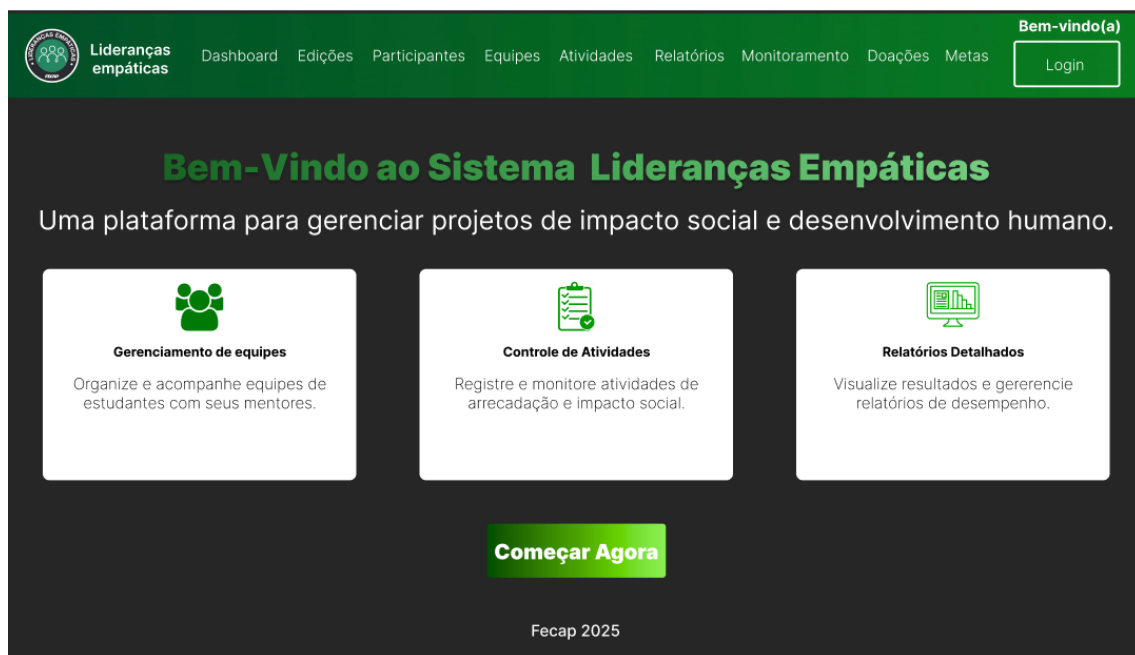 LIDERANÇAS EMPÁTICAS
FECAP
Lideranças
empáticas
Dashboard Edições Participantes Equipes Atividades Relatórios Monitoramento Doações Metas
Bem-vindo(a)
Login
Bem-Vindo ao Sistema Lideranças Empáticas
Uma plataforma para gerenciar projetos de impacto social e desenvolvimento humano.
Gerenciamento de equipes
Organize e acompanhe equipes de
estudantes com seus mentores.
Controle de Atividades
Registre e monitore atividades de
arrecadação e impacto social.
Relatórios Detalhados
Visualize resultados e gererencie
relatórios de desempenho.
Começar Agora
Fecap 2025